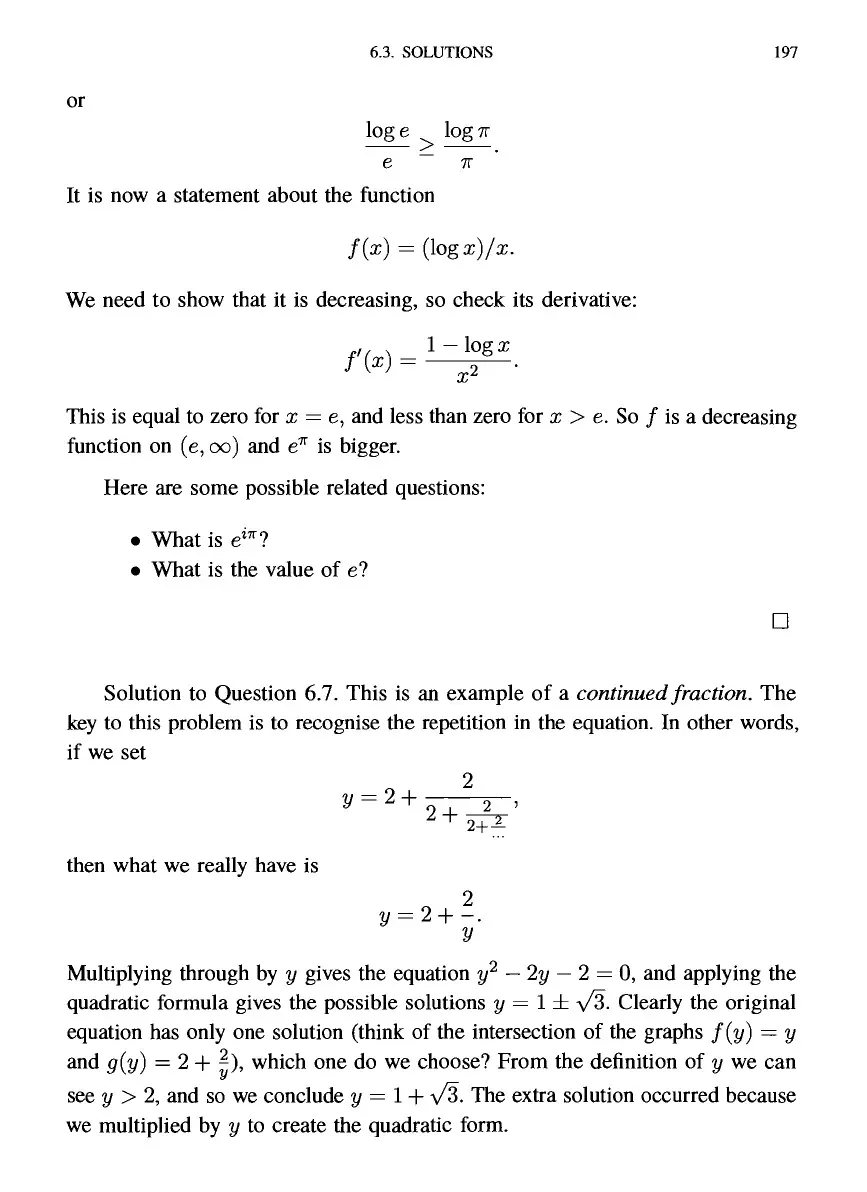 6.3. SOLUTIONS 197
or
log e / e ≥ log π / π.
It is now a statement about the function
f(x) = (log x)/x.
We need to show that it is decreasing, so check its derivative:
f′(x) = (1 − log x) / x².
This is equal to zero for x = e, and less than zero for x > e. So f is a decreasing
function on (e, ∞) and e^π is bigger.
Here are some possible related questions:
• What is e^{iπ}?
• What is the value of e?
□
Solution to Question 6.7. This is an example of a continued fraction. The
key to this problem is to recognise the repetition in the equation. In other words,
if we set
y = 2 + 2 / (2 + 2 / (2 + 2 / ...)),
then what we really have is
y = 2 + 2/y.
Multiplying through by y gives the equation y² − 2y − 2 = 0, and applying the
quadratic formula gives the possible solutions y = 1 ± √3. Clearly the original
equation has only one solution (think of the intersection of the graphs f(y) = y
and g(y) = 2 + 2/y), which one do we choose? From the definition of y we can
see y > 2, and so we conclude y = 1 + √3. The extra solution occurred because
we multiplied by y to create the quadratic form.